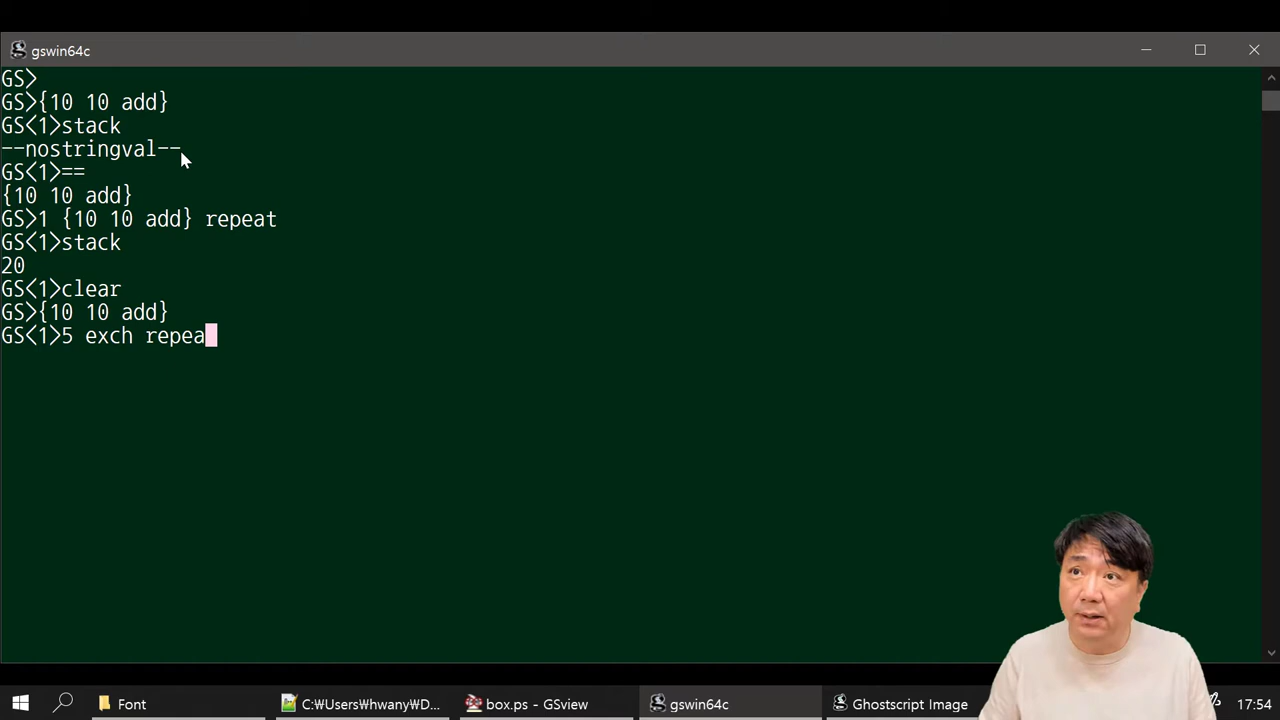 gswin64c
GS>
GS>{10 10 add}
GS<1>stack
--nostringval--
GS<1>==
{10 10 add}
GS>1 {10 10 add} repeat
GS<1>stack
20
GS<1>clear
GS>{10 10 add}
GS<1>5 exch repea
Font
C:₩Users₩hwany₩D...
box.ps - GSview
gswin64c
Ghostscript Image
17:54